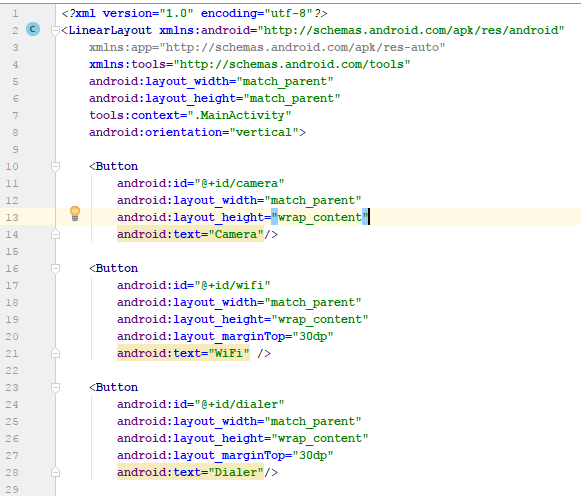 1 <?xml version="1.0" encoding="utf-8"?>
2 C <LinearLayout xmlns:android="http://schemas.android.com/apk/res/android"
3 xmlns:app="http://schemas.android.com/apk/res-auto"
4 xmlns:tools="http://schemas.android.com/tools"
5 android:layout_width="match_parent"
6 android:layout_height="match_parent"
7 tools:context=".MainActivity"
8 android:orientation="vertical">
9
10 <Button
11 android:id="@+id/camera"
12 android:layout_width="match_parent"
13 android:layout_height="wrap_content"
14 android:text="Camera"/>
15
16 <Button
17 android:id="@+id/wifi"
18 android:layout_width="match_parent"
19 android:layout_height="wrap_content"
20 android:layout_marginTop="30dp"
21 android:text="WiFi" />
22
23 <Button
24 android:id="@+id/dialer"
25 android:layout_width="match_parent"
26 android:layout_height="wrap_content"
27 android:layout_marginTop="30dp"
28 android:text="Dialer"/>
29